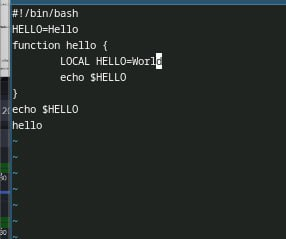 #!/bin/bash
HELLO=Hello
function hello {
        LOCAL HELLO=World
        echo $HELLO
}
echo $HELLO
hello
~
~
~
~
~
~
~